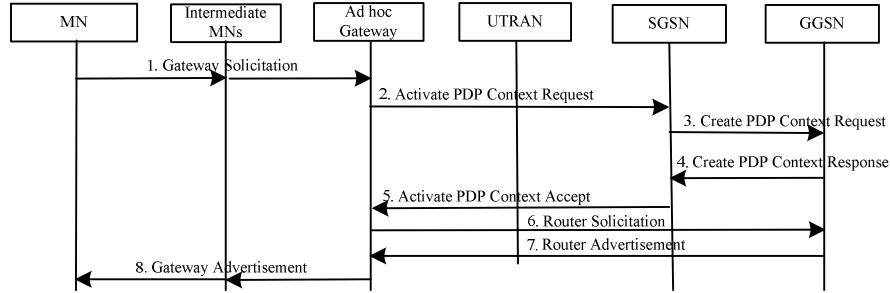 MN
Intermediate
MNs
Ad hoc
Gateway
UTRAN
SGSN
GGSN
1. Gateway Solicitation
2. Activate PDP Context Request
3. Create PDP Context Request
4. Create PDP Context Response
5. Activate PDP Context Accept
6. Router Solicitation
7. Router Advertisement
8. Gateway Advertisement